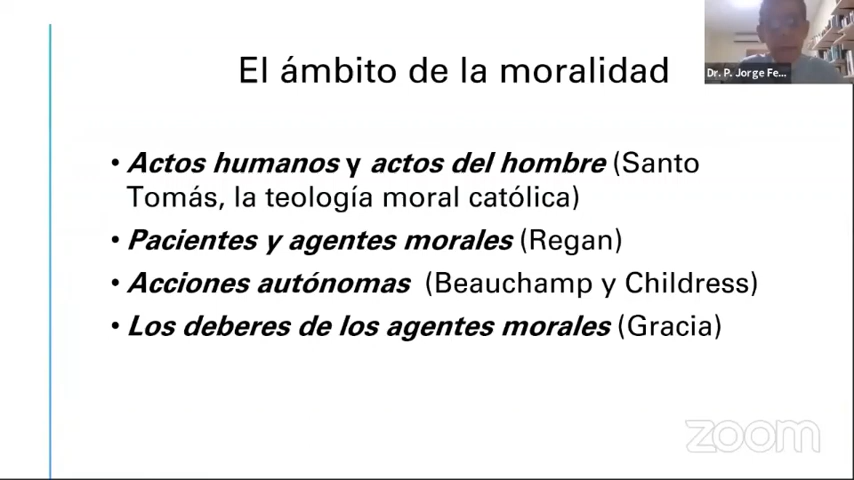 El ámbito de la moralidad
Dr. P. Jorge Fe...
• Actos humanos y actos del hombre (Santo
Tomás, la teología moral católica)
• Pacientes y agentes morales (Regan)
• Acciones autónomas (Beauchamp y Childress)
• Los deberes de los agentes morales (Gracia)
zoom